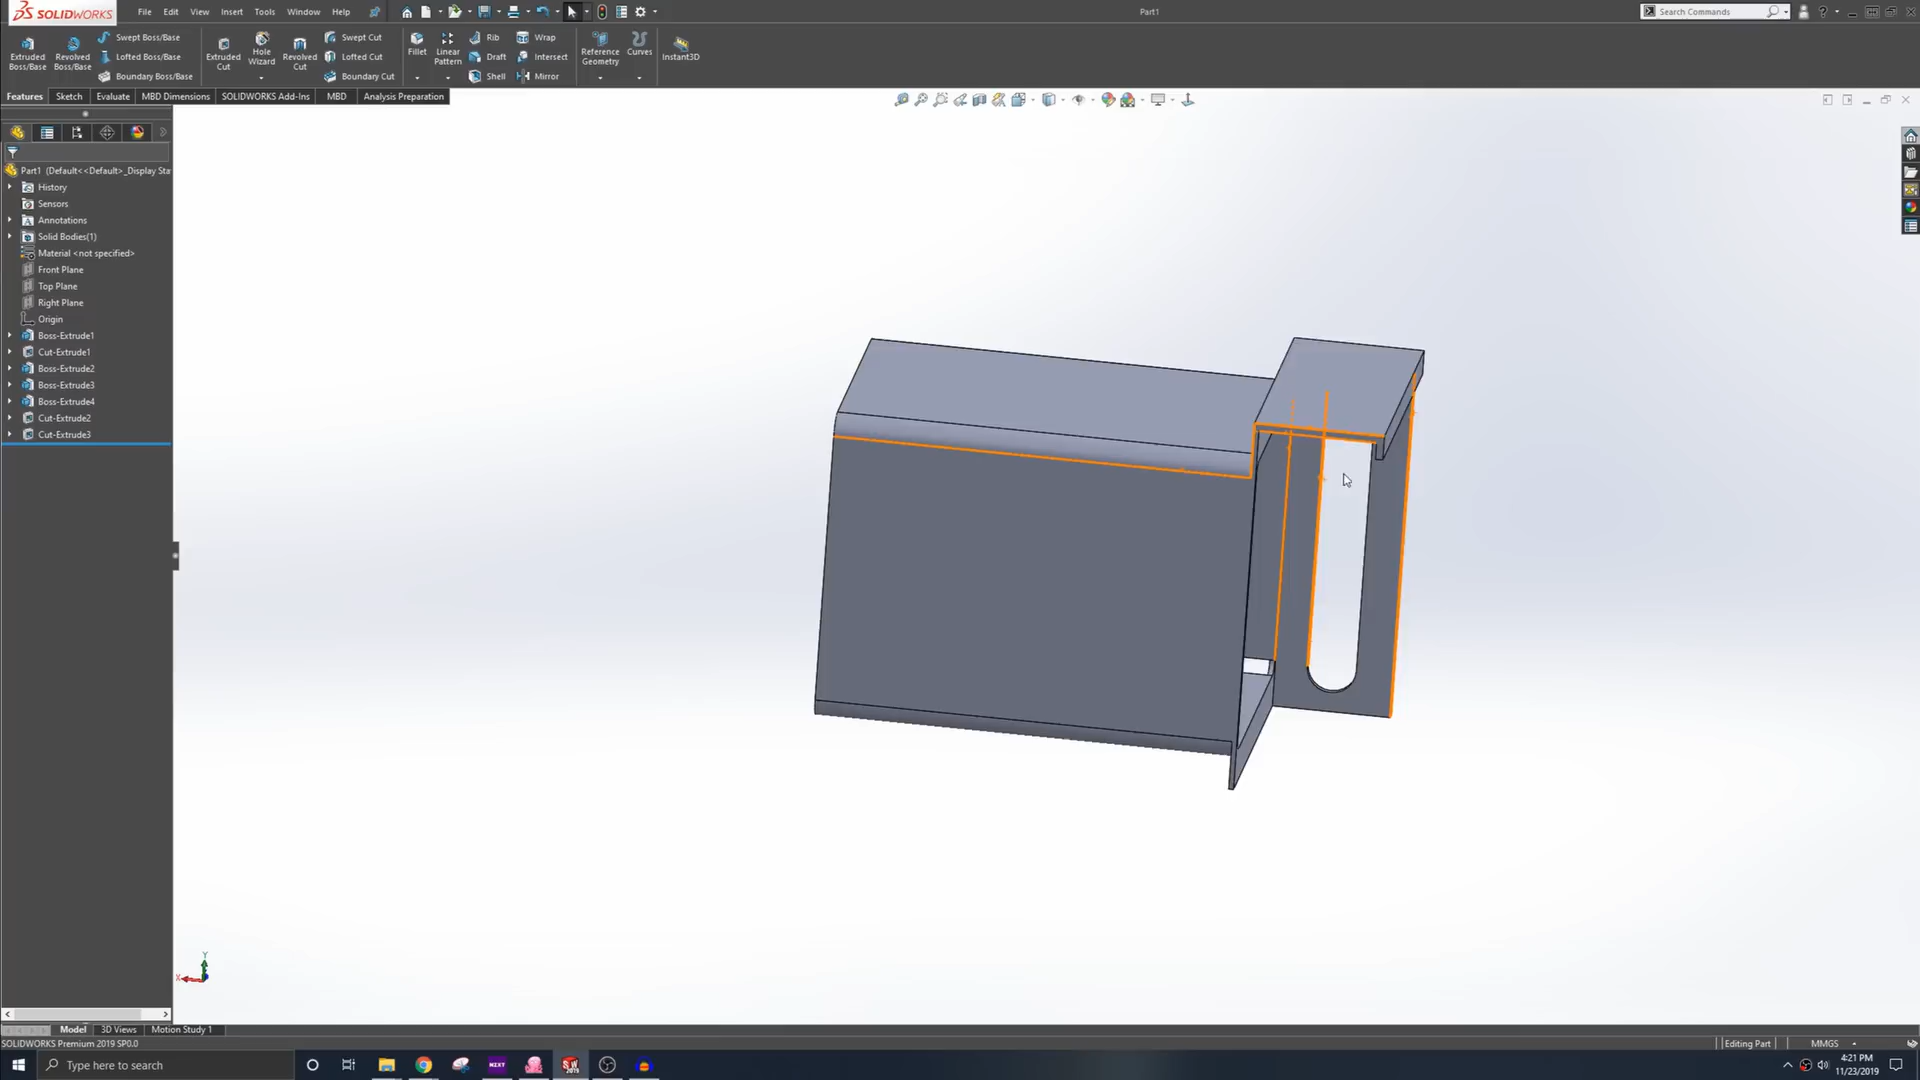 SOLIDWORKS File Edit View Insert Tools Window Help Part1 Search Commands
Extruded Boss/Base
Revolved Boss/Base
Swept Boss/Base
Lofted Boss/Base
Boundary Boss/Base
Extruded Cut
Hole Wizard
Revolved Cut
Swept Cut
Lofted Cut
Boundary Cut
Fillet
Linear Pattern
Rib
Draft
Shell
Wrap
Intersect
Mirror
Reference Geometry
Curves
Instant3D
Features Sketch Evaluate MBD Dimensions SOLIDWORKS Add-Ins MBD Analysis Preparation
Part1 (Default<<Default>_Display Sta
History
Sensors
Annotations
Solid Bodies(1)
Material <not specified>
Front Plane
Top Plane
Right Plane
Origin
Boss-Extrude1
Cut-Extrude1
Boss-Extrude2
Boss-Extrude3
Boss-Extrude4
Cut-Extrude2
Cut-Extrude3
Y
X
Model 3D Views Motion Study 1
SOLIDWORKS Premium 2019 SP0.0 Editing Part MMGS
Type here to search
NZXT
SW
2019
4:21 PM
11/23/2019